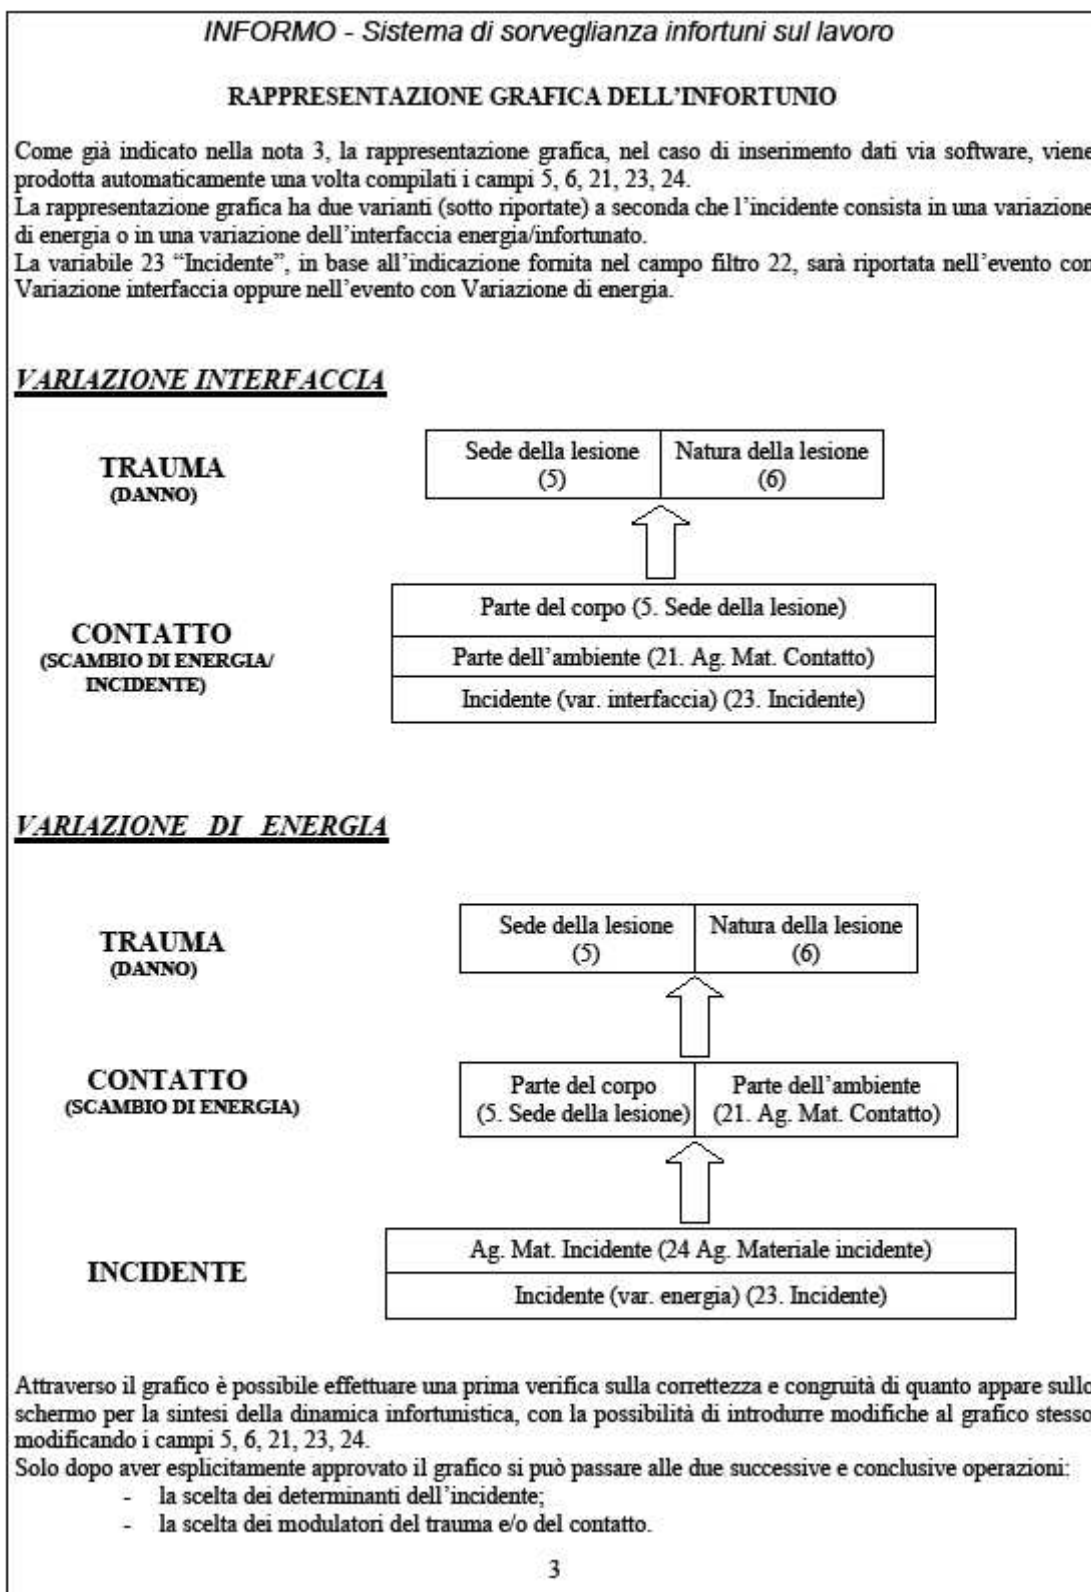 INFORMO - Sistema di sorveglianza infortuni sul lavoro
RAPPRESENTAZIONE GRAFICA DELL'INFORTUNIO
Come già indicato nella nota 3, la rappresentazione grafica, nel caso di inserimento dati via software, viene
prodotta automaticamente una volta compilati i campi 5, 6, 21, 23, 24.
La rappresentazione grafica ha due varianti (sotto riportate) a seconda che l'incidente consista in una variazione
di energia o in una variazione dell'interfaccia energia/infortunato.
La variabile 23 “Incidente”, in base all'indicazione fornita nel campo filtro 22, sarà riportata nell'evento con
Variazione interfaccia oppure nell'evento con Variazione di energia.
VARIAZIONE INTERFACCIA
TRAUMA
(DANNO)
Sede della lesione
(5)
Natura della lesione
(6)
CONTATTO
(SCAMBIO DI ENERGIA/
INCIDENTE)
Parte del corpo (5. Sede della lesione)
Parte dell'ambiente (21. Ag. Mat. Contatto)
Incidente (var. interfaccia) (23. Incidente)
VARIAZIONE DI ENERGIA
TRAUMA
(DANNO)
Sede della lesione
(5)
Natura della lesione
(6)
CONTATTO
(SCAMBIO DI ENERGIA)
Parte del corpo
(5. Sede della lesione)
Parte dell'ambiente
(21. Ag. Mat. Contatto)
INCIDENTE
Ag. Mat. Incidente (24 Ag. Materiale incidente)
Incidente (var. energia) (23. Incidente)
Attraverso il grafico è possibile effettuare una prima verifica sulla correttezza e congruità di quanto appare sullo
schermo per la sintesi della dinamica infortunistica, con la possibilità di introdurre modifiche al grafico stesso
modificando i campi 5, 6, 21, 23, 24.
Solo dopo aver esplicitamente approvato il grafico si può passare alle due successive e conclusive operazioni:
- la scelta dei determinanti dell'incidente;
- la scelta dei modulatori del trauma e/o del contatto.
3